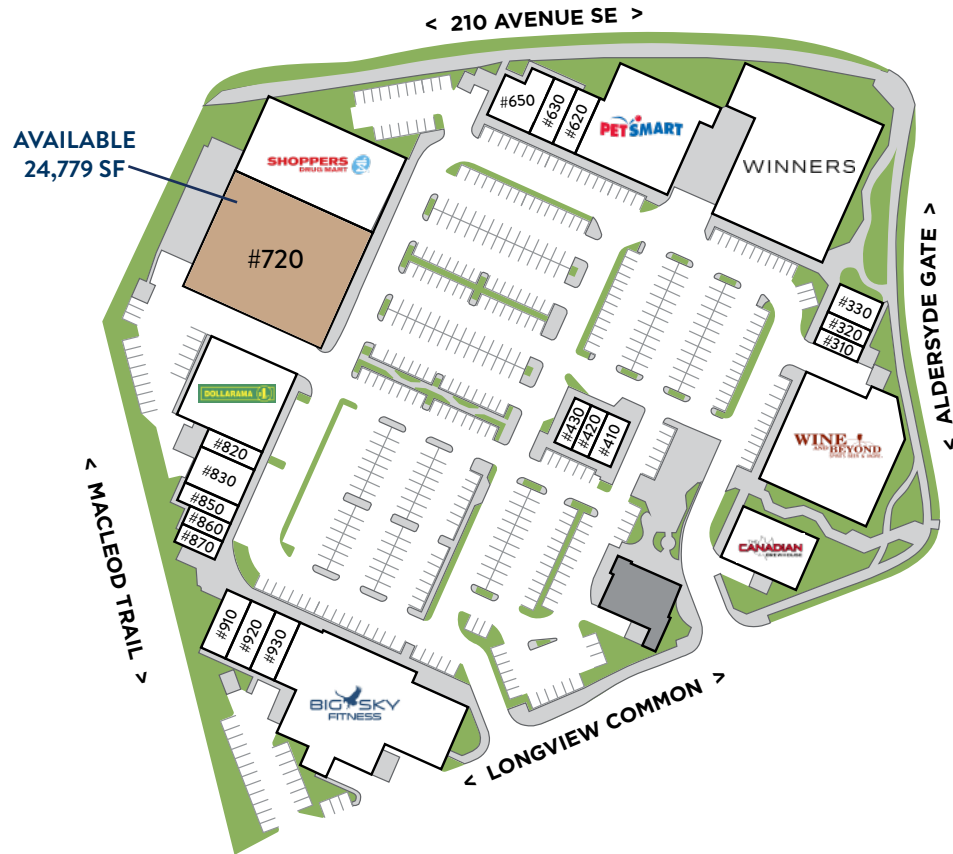 < 210 AVENUE SE >
AVAILABLE
24,779 SF
#650
#630
#620
PETSMART
WINNERS
SHOPPERS
DRUG MART
#720
#330
#320
#310
< ALDERSYDE GATE >
DOLLARAMA
#430
#420
#410
WINE
AND BEYOND
#820
#830
#850
#860
#870
THE
CANADIAN
BREWHOUSE
< MACLEOD TRAIL >
#910
#920
#930
BIG SKY
FITNESS
< LONGVIEW COMMON >